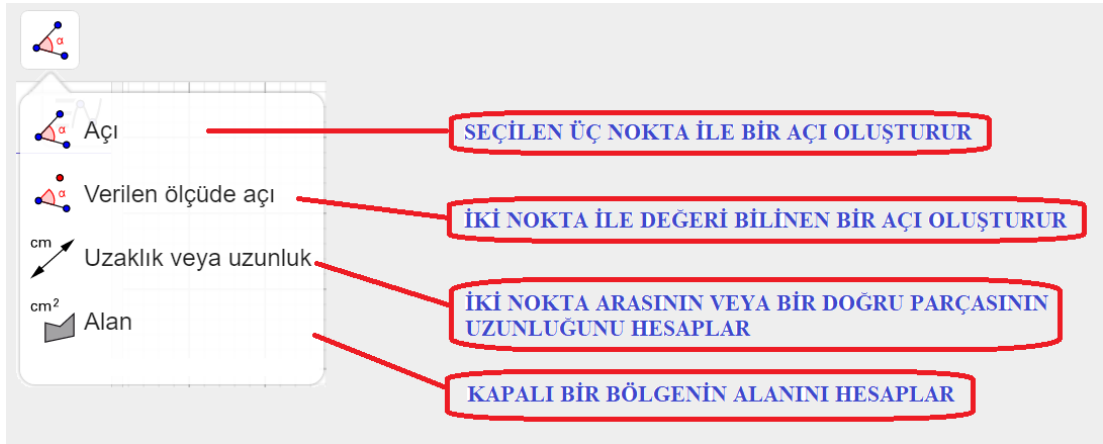 α
α Açı
SEÇİLEN ÜÇ NOKTA İLE BİR AÇI OLUŞTURUR
α Verilen ölçüde açı
İKİ NOKTA İLE DEĞERİ BİLİNEN BİR AÇI OLUŞTURUR
cm Uzaklık veya uzunluk
İKİ NOKTA ARASININ VEYA BİR DOĞRU PARÇASININ
UZUNLUĞUNU HESAPLAR
cm² Alan
KAPALI BİR BÖLGENİN ALANINI HESAPLAR